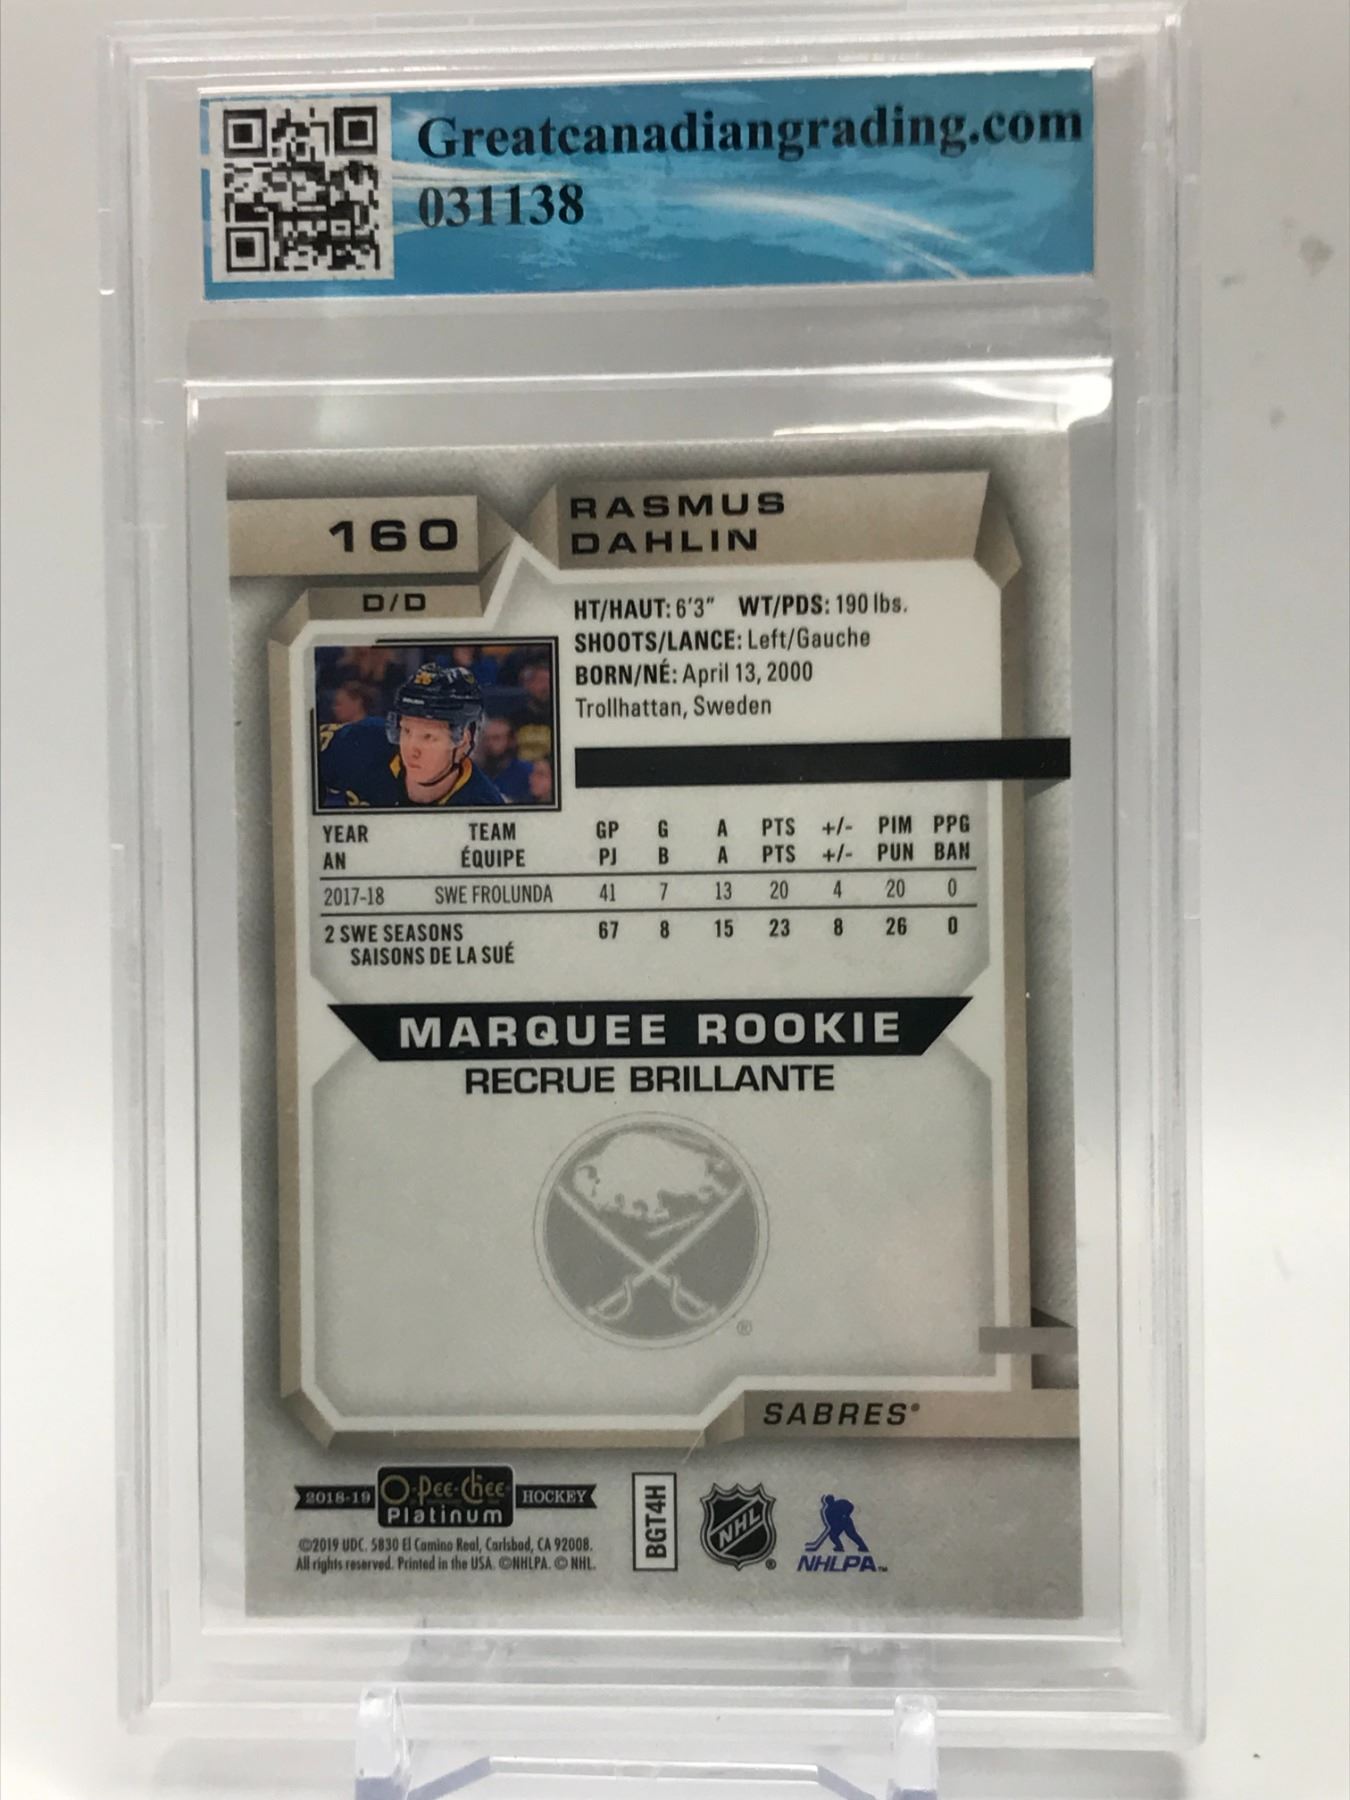 Greatcanadiangrading.com
031138
160
RASMUS
DAHLIN
D/D
HT/HAUT: 6'3" WT/PDS: 190 lbs.
SHOOTS/LANCE: Left/Gauche
BORN/NÉ: April 13, 2000
Trollhattan, Sweden
YEAR TEAM GP G A PTS +/- PIM PPG
AN ÉQUIPE PJ B A PTS +/- PUN BAN
2017-18 SWE FROLUNDA 41 7 13 20 4 20 0
2 SWE SEASONS 67 8 15 23 8 26 0
SAISONS DE LA SUÉ
MARQUEE ROOKIE
RECRUE BRILLANTE
®
SABRES®
2018-19 O-Pee-Chee HOCKEY
Platinum
©2019 UDC. 5830 El Camino Real, Carlsbad, CA 92008.
All rights reserved. Printed in the USA. ©NHLPA. © NHL.
BGT4H
NHL ®
NHLPA™